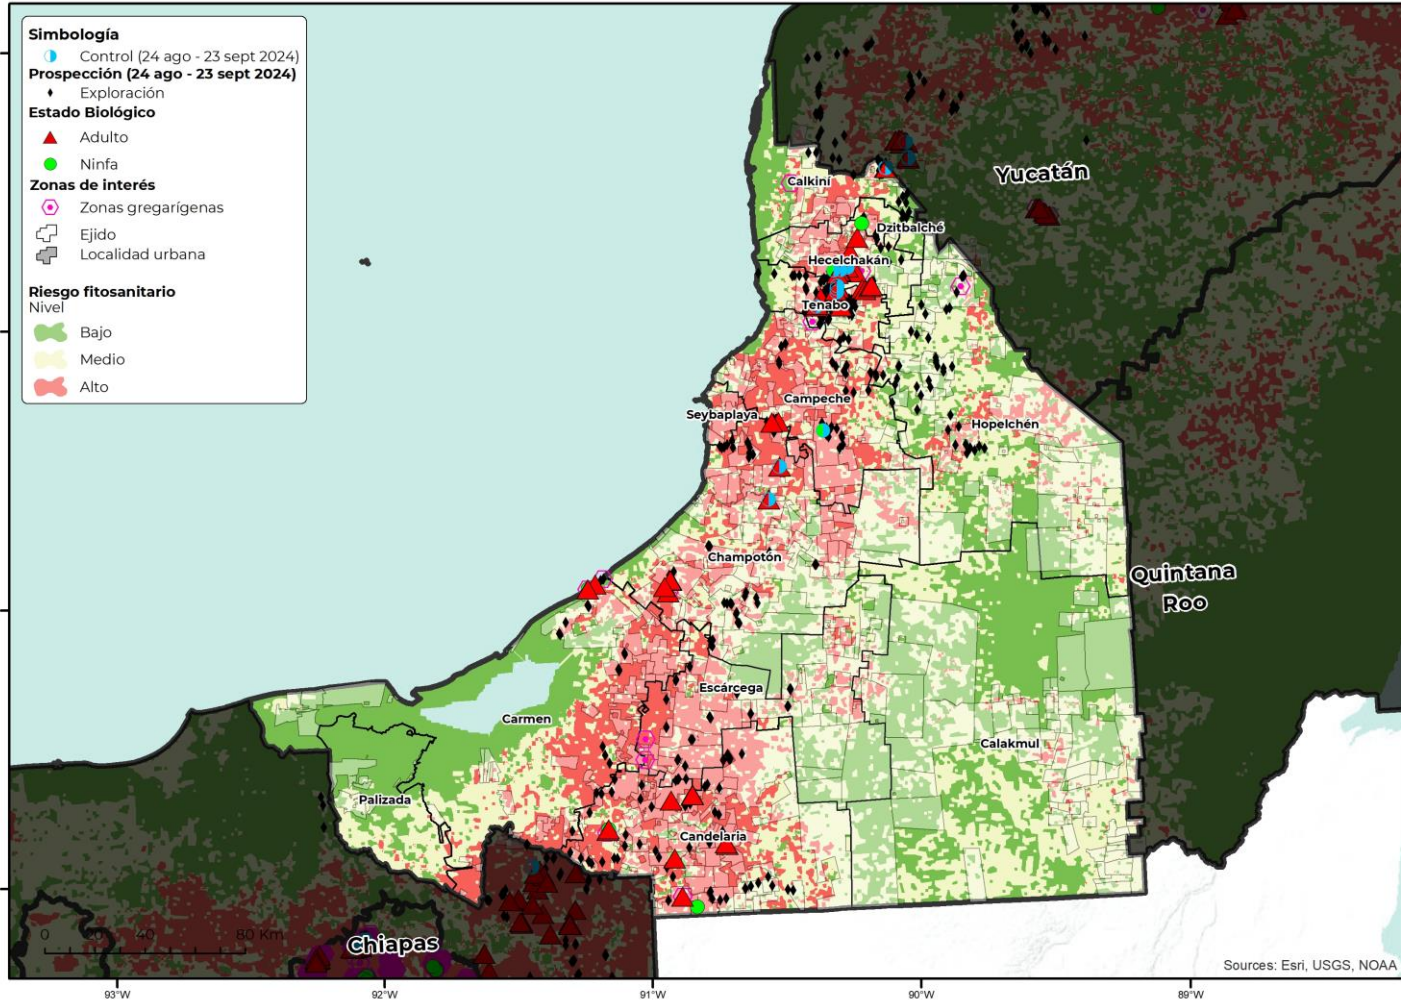 Simbología
Control (24 ago - 23 sept 2024)
Prospección (24 ago - 23 sept 2024)
Exploración
Estado Biológico
Adulto
Ninfa
Zonas de interés
Zonas gregarígenas
Ejido
Localidad urbana
Riesgo fitosanitario
Nivel
Bajo
Medio
Alto
Yucatán
Calkiní
Dzitbalché
Hecelchakán
Tenabo
Campeche
Seybaplaya
Hopelchén
Champotón
Quintana
Roo
Escárcega
Carmen
Calakmul
Palizada
Candelaria
0 40 80 Km
Chiapas
Sources: Esri, USGS, NOAA
93°W 92°W 91°W 90°W 89°W